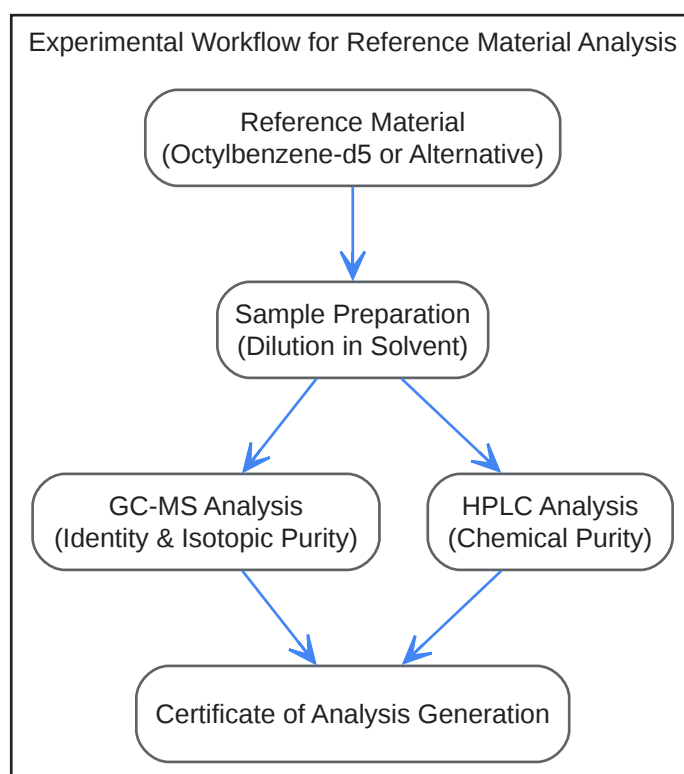 Experimental Workflow for Reference Material Analysis
Reference Material
(Octylbenzene-d5 or Alternative)
Sample Preparation
(Dilution in Solvent)
GC-MS Analysis
(Identity & Isotopic Purity)
HPLC Analysis
(Chemical Purity)
Certificate of Analysis Generation